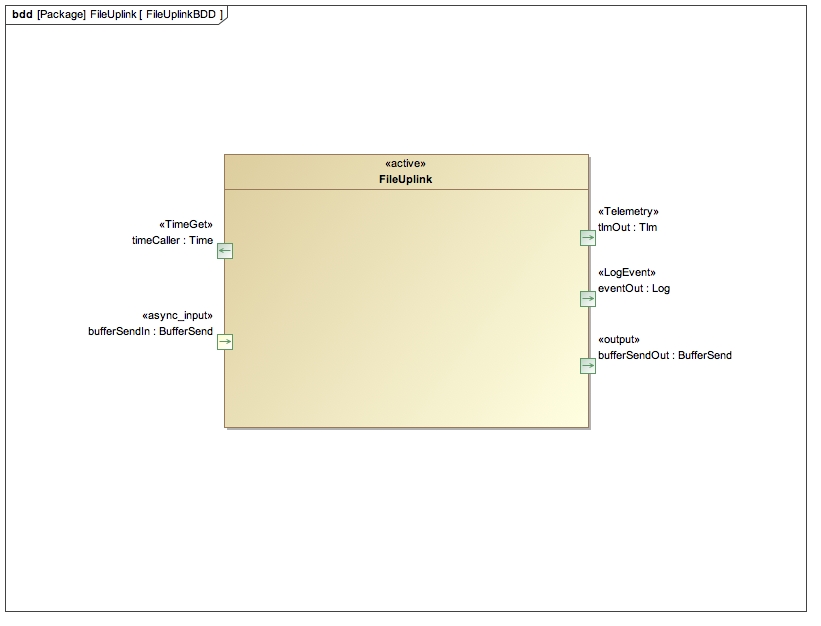 bdd [Package] FileUplink [ FileUplinkBDD ]
«active»
FileUplink
«TimeGet»
timeCaller : Time
«async_input»
bufferSendIn : BufferSend
«Telemetry»
tlmOut : Tlm
«LogEvent»
eventOut : Log
«output»
bufferSendOut : BufferSend